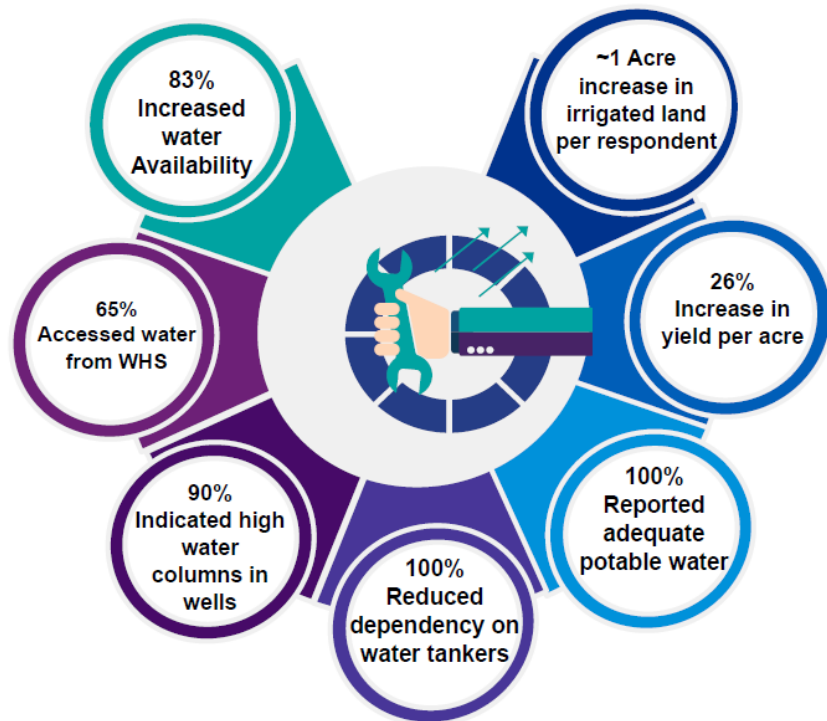 83%
Increased
water
Availability
~1 Acre
increase in
irrigated land
per respondent
65%
Accessed water
from WHS
26%
Increase in
yield per acre
90%
Indicated high
water
columns in
wells
100%
Reduced
dependency on
water tankers
100%
Reported
adequate
potable water